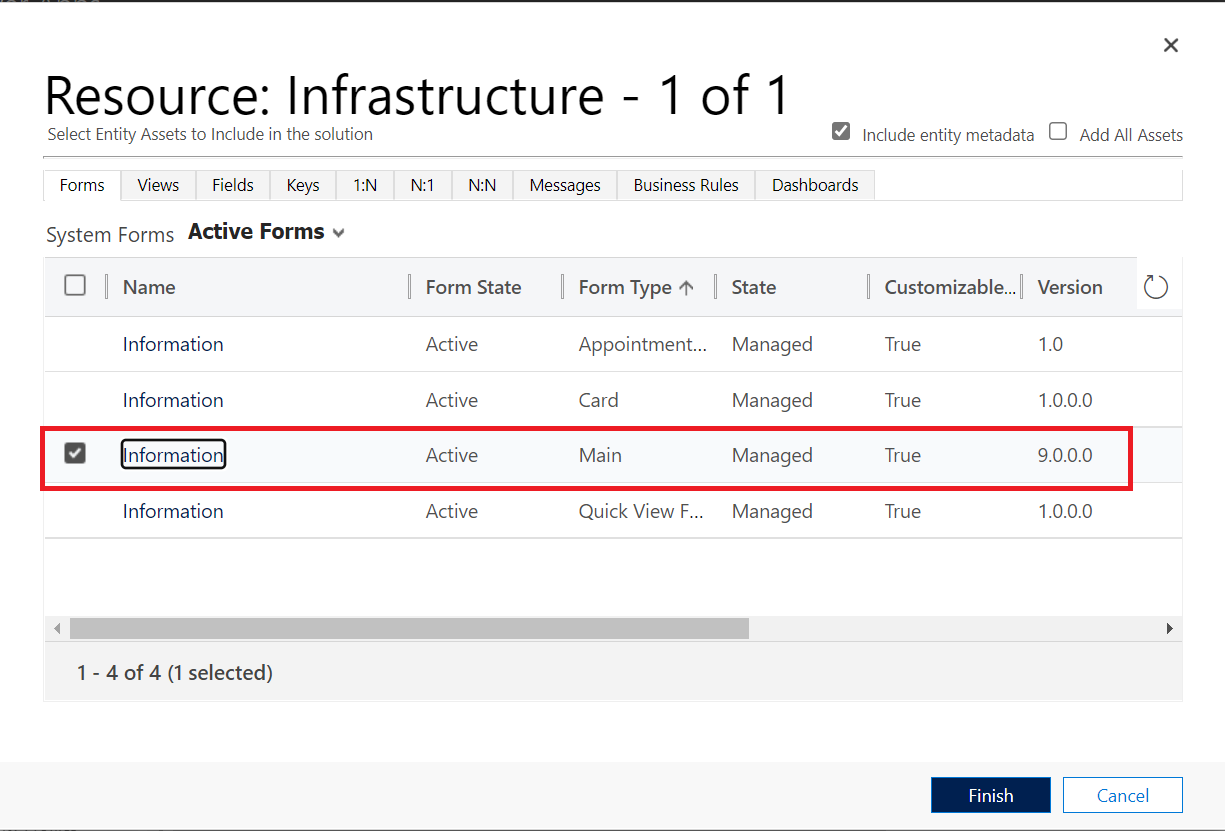 Resource: Infrastructure - 1 of 1
Select Entity Assets to Include in the solution
Include entity metadata Add All Assets
Forms Views Fields Keys 1:N N:1 N:N Messages Business Rules Dashboards
System Forms Active Forms
Name Form State Form Type State Customizable... Version
Information Active Appointment... Managed True 1.0
Information Active Card Managed True 1.0.0.0
Information Active Main Managed True 9.0.0.0
Information Active Quick View F... Managed True 1.0.0.0
1 - 4 of 4 (1 selected)
Finish Cancel